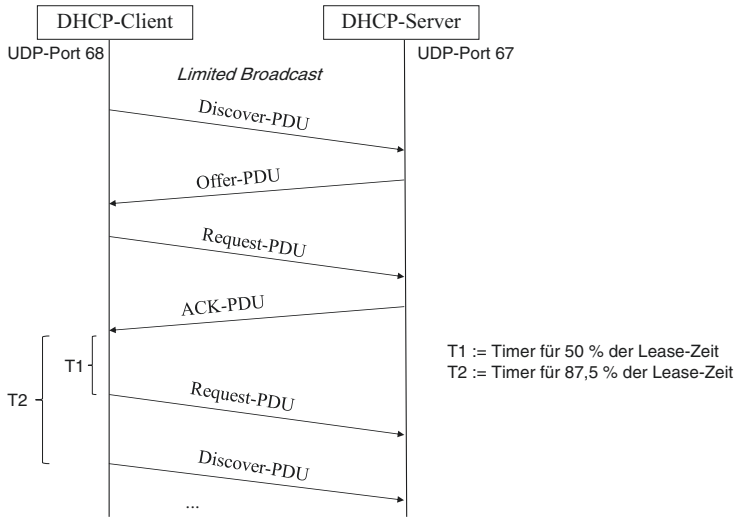 DHCP-Client
DHCP-Server
UDP-Port 68
UDP-Port 67
Limited Broadcast
Discover-PDU
Offer-PDU
Request-PDU
ACK-PDU
T1
T1 := Timer für 50 % der Lease-Zeit
T2 := Timer für 87,5 % der Lease-Zeit
T2
Request-PDU
Discover-PDU
...